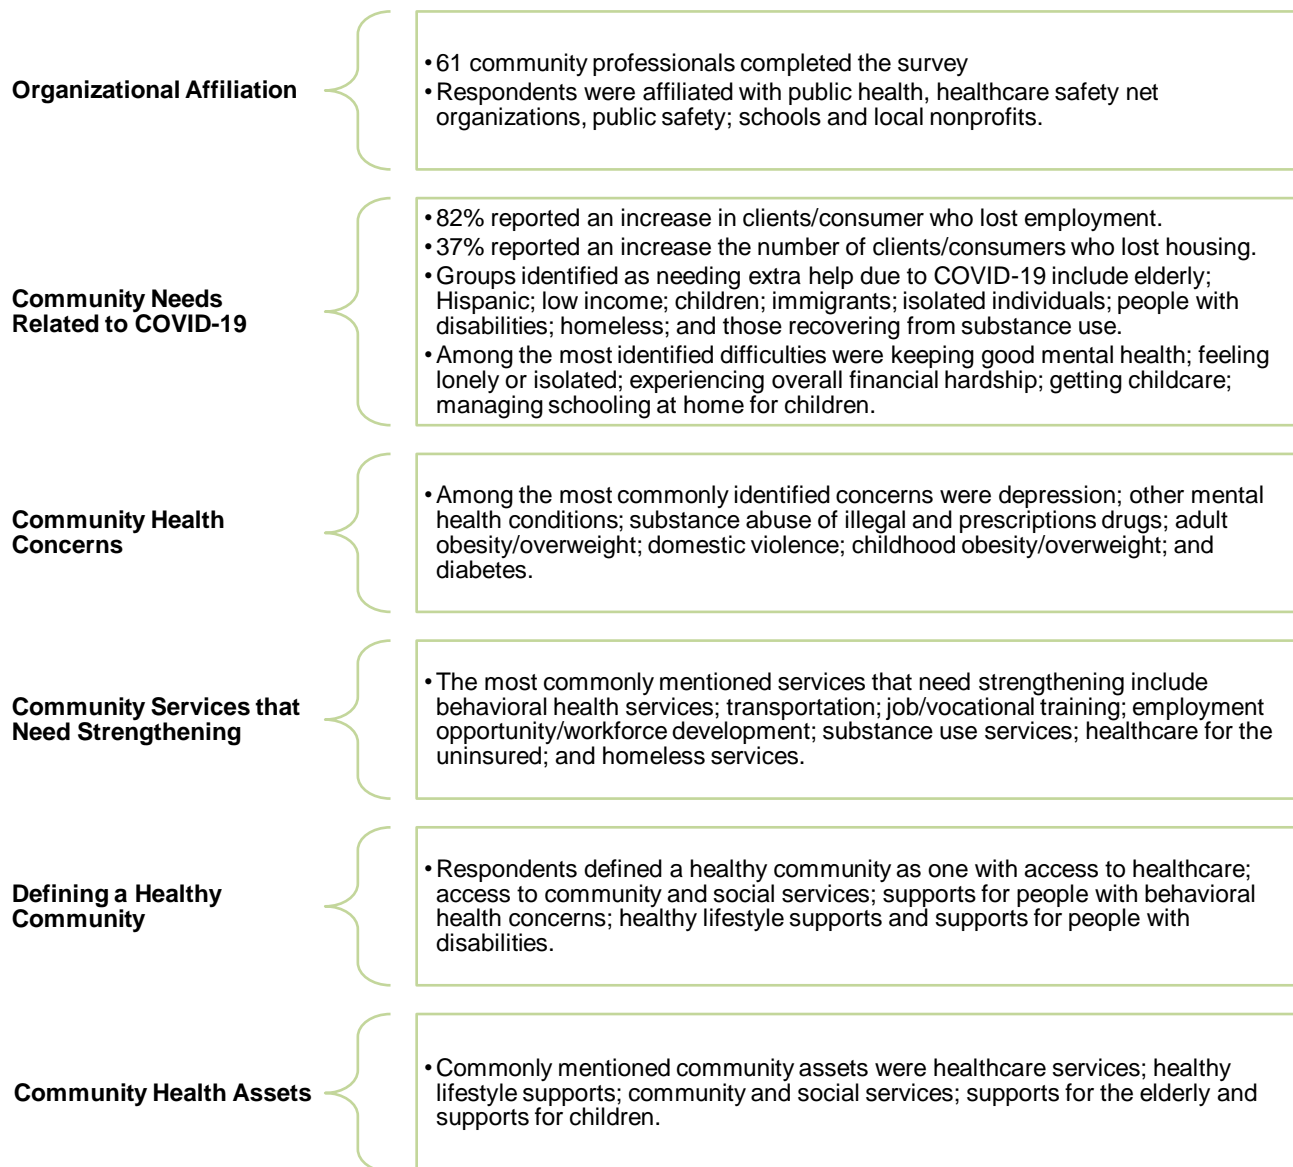 Organizational Affiliation
• 61 community professionals completed the survey
• Respondents were affiliated with public health, healthcare safety net
organizations, public safety; schools and local nonprofits.
Community Needs
Related to COVID-19
• 82% reported an increase in clients/consumer who lost employment.
• 37% reported an increase the number of clients/consumers who lost housing.
• Groups identified as needing extra help due to COVID-19 include elderly;
Hispanic; low income; children; immigrants; isolated individuals; people with
disabilities; homeless; and those recovering from substance use.
• Among the most identified difficulties were keeping good mental health; feeling
lonely or isolated; experiencing overall financial hardship; getting childcare;
managing schooling at home for children.
Community Health
Concerns
• Among the most commonly identified concerns were depression; other mental
health conditions; substance abuse of illegal and prescriptions drugs; adult
obesity/overweight; domestic violence; childhood obesity/overweight; and
diabetes.
Community Services that
Need Strengthening
• The most commonly mentioned services that need strengthening include
behavioral health services; transportation; job/vocational training; employment
opportunity/workforce development; substance use services; healthcare for the
uninsured; and homeless services.
Defining a Healthy
Community
• Respondents defined a healthy community as one with access to healthcare;
access to community and social services; supports for people with behavioral
health concerns; healthy lifestyle supports and supports for people with
disabilities.
Community Health Assets
• Commonly mentioned community assets were healthcare services; healthy
lifestyle supports; community and social services; supports for the elderly and
supports for children.